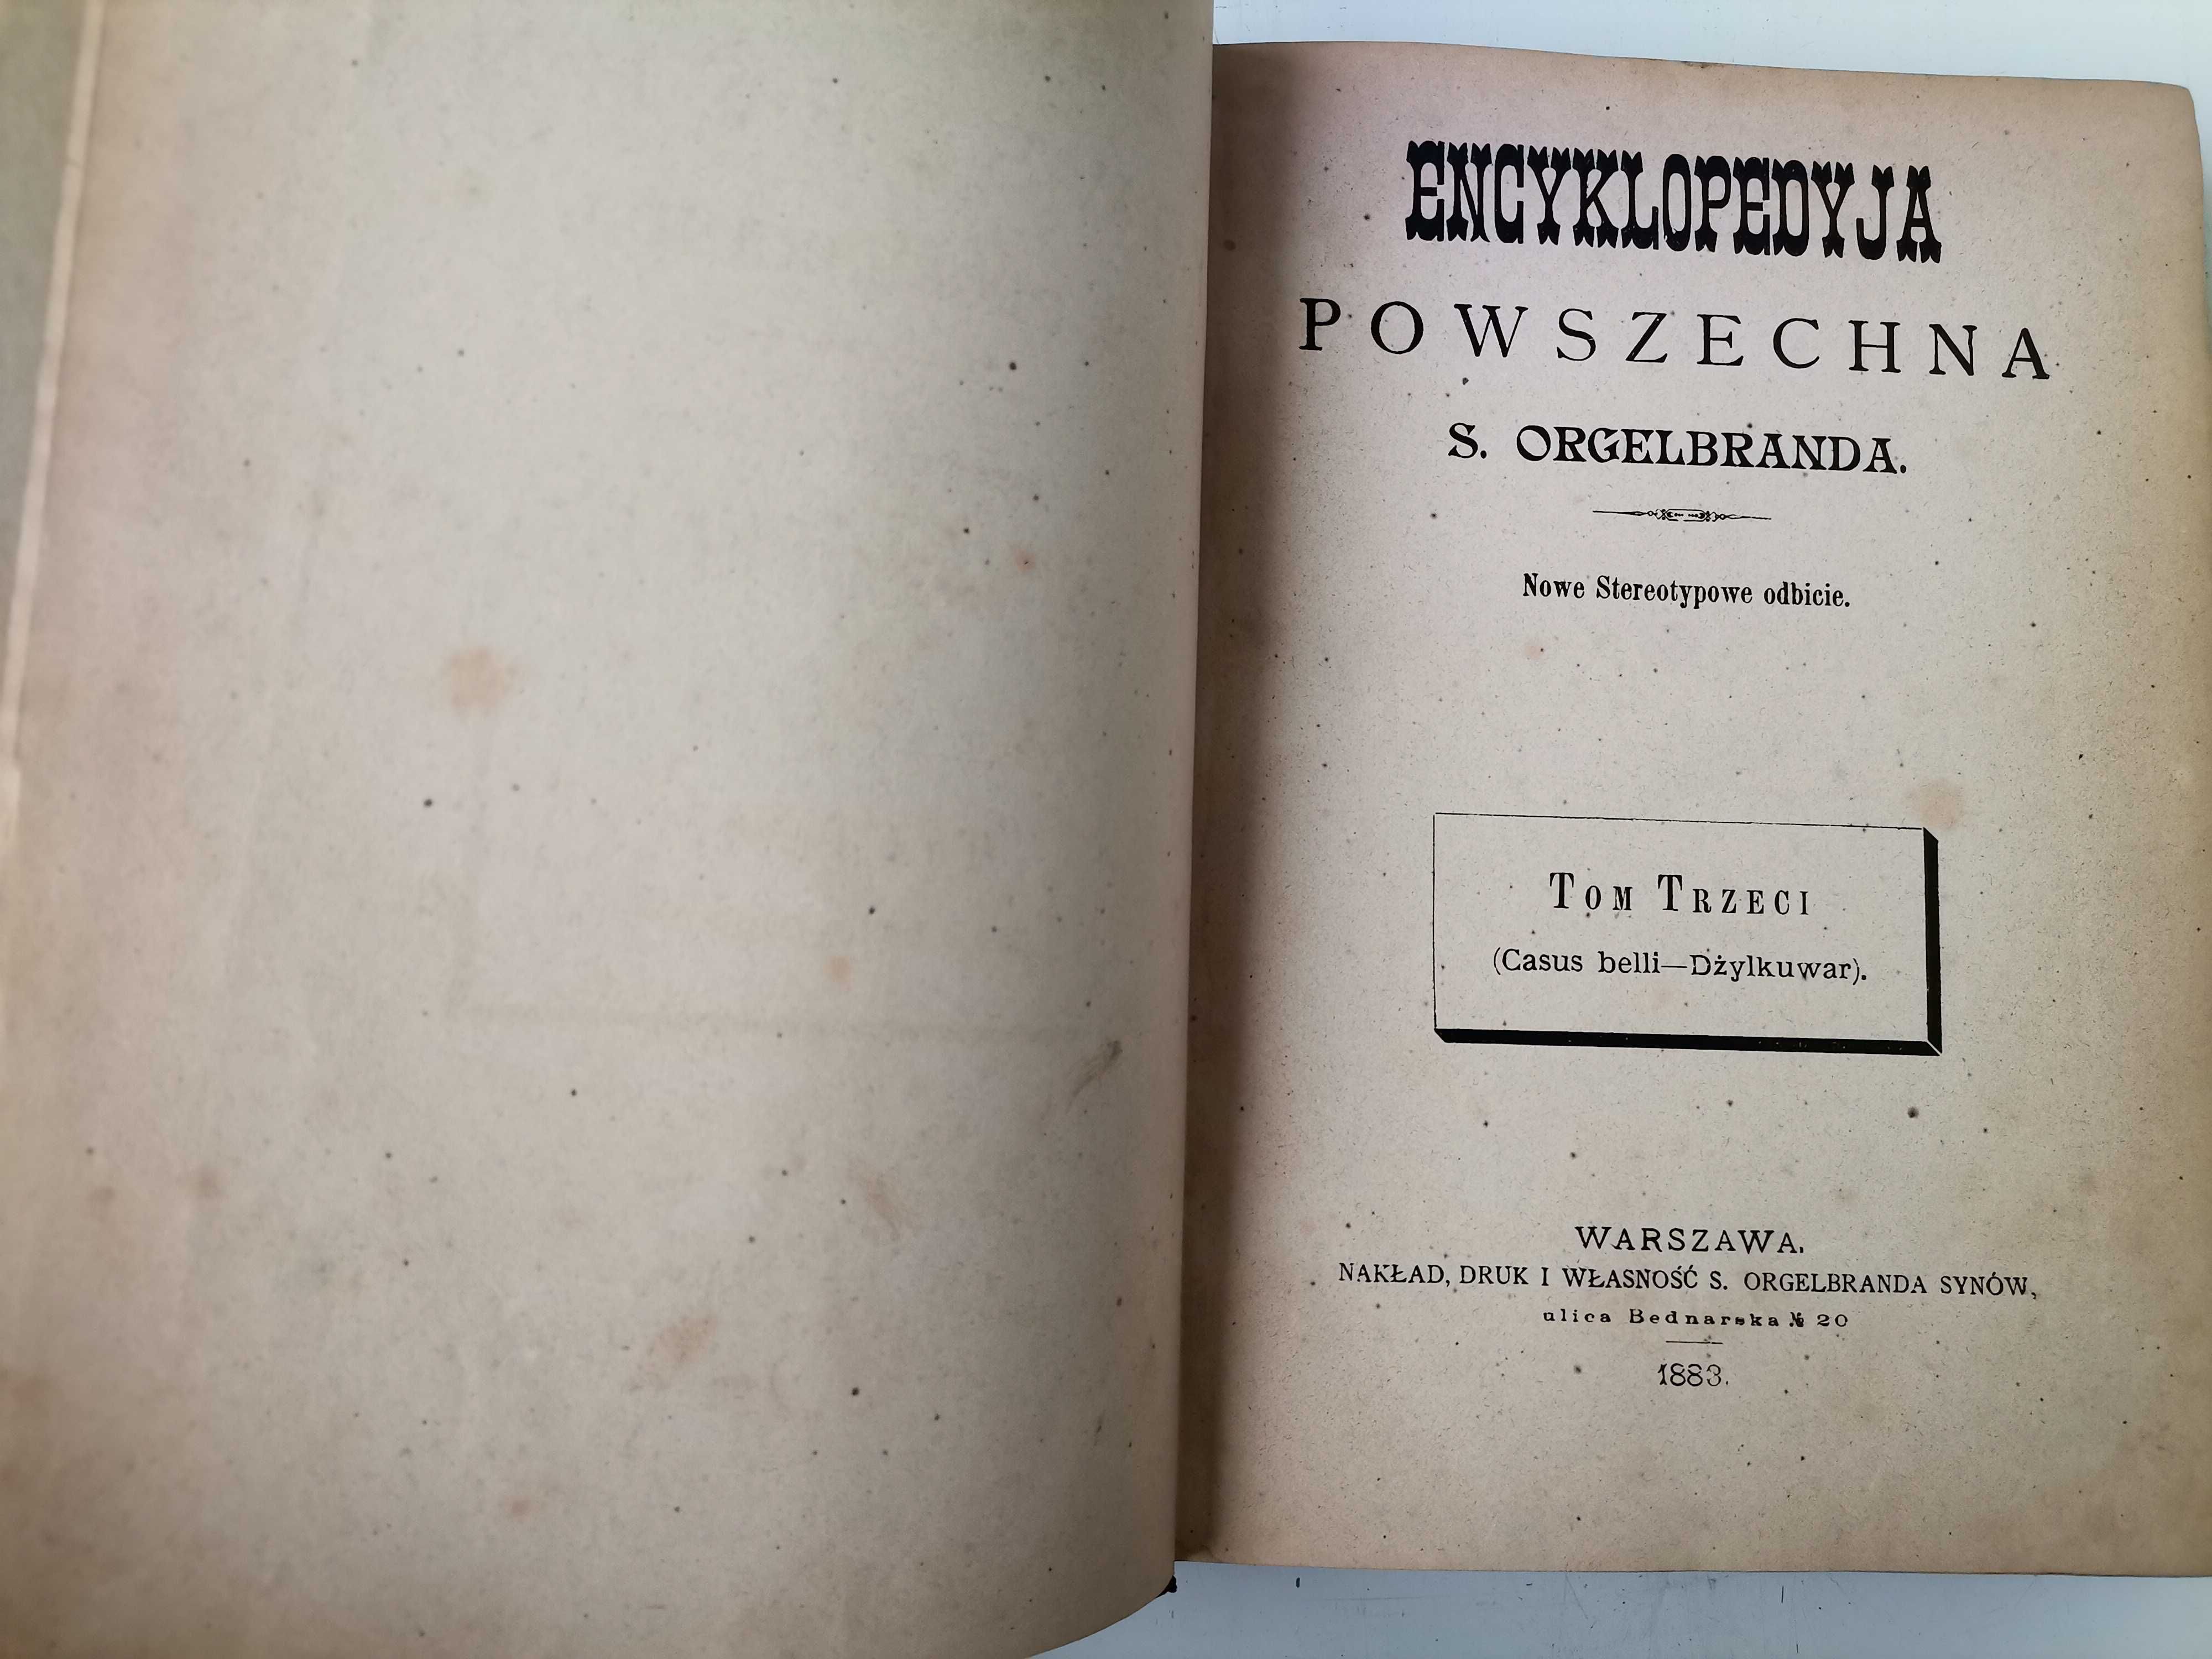 ENCYKLOPEDYJA
POWSZECHNA
S. ORGELBRANDA.
Nowe Stereotypowe odbicie.
TOM TRZECI
(Casus belli—Dżylkuwar).
WARSZAWA.
NAKŁAD, DRUK I WŁASNOŚĆ S. ORGELBRANDA SYNÓW,
ulica Bednarska № 20
1883.